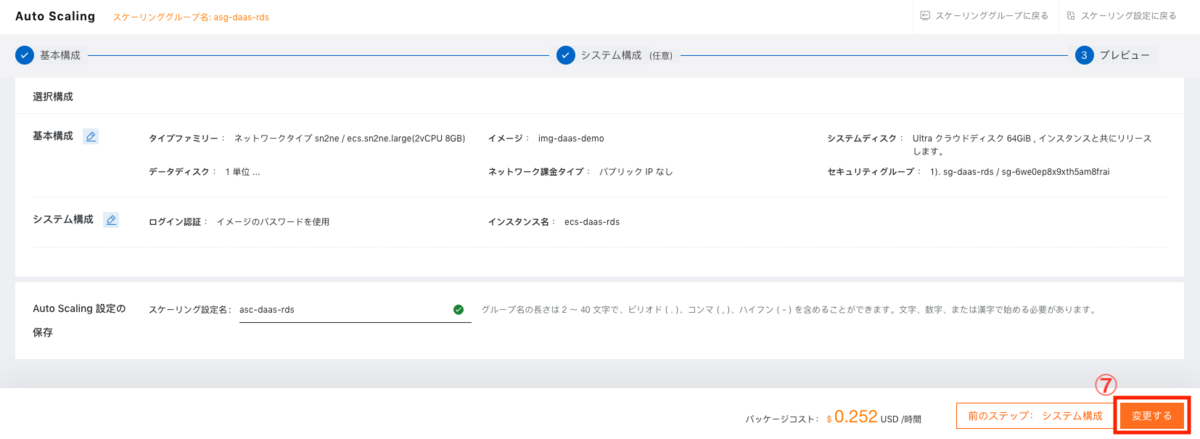 Auto Scaling スケーリンググループ名: asg-daas-rds スケーリンググループに戻る スケーリング設定に戻る
基本構成 システム構成 (任意) 3 プレビュー
選択構成
基本構成 タイプファミリー： ネットワークタイプ sn2ne / ecs.sn2ne.large(2vCPU 8GB) イメージ： img-daas-demo システムディスク： Ultra クラウドディスク 64GiB , インスタンスと共にリリース
します。
データディスク： 1 単位 ... ネットワーク課金タイプ： パブリック IP なし セキュリティグループ： 1). sg-daas-rds / sg-6we0ep8x9xth5am8frai
システム構成 ログイン認証： イメージのパスワードを使用 インスタンス名： ecs-daas-rds
Auto Scaling 設定の
保存
スケーリング設定名: asc-daas-rds グループ名の長さは 2 ～ 40 文字で、ピリオド ( . )、コンマ ( , )、ハイフン ( - ) を含めることができます。文字、数字、または漢字で始める必要があります。
⑦
パッケージコスト: $ 0.252 USD /時間 前のステップ： システム構成 変更する